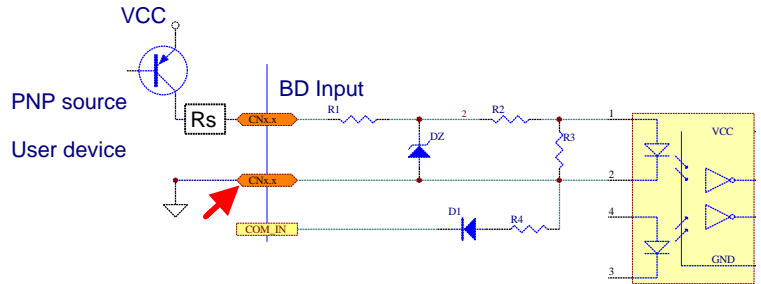 VCC
PNP source
User device
Rs
BD Input
CNx.x
R1
DZ
2
R2
R3
1
VCC
CNx.x
2
COM_IN
D1
R4
4
3
GND